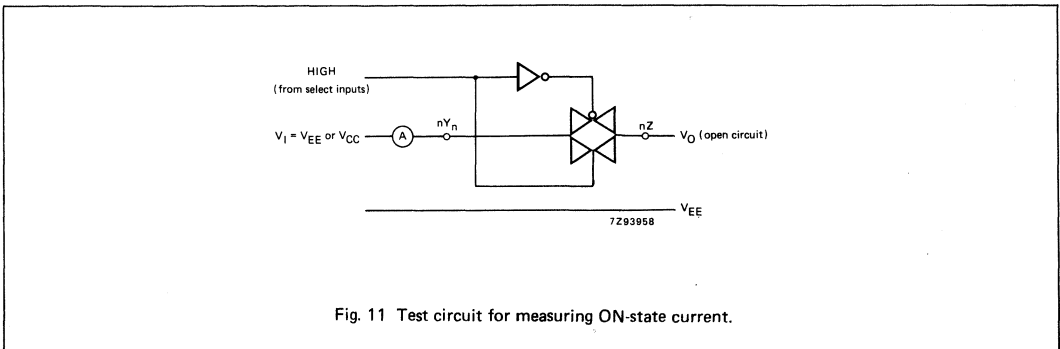 HIGH
(from select inputs)
V_I = V_EE or V_CC
A
nY_n
nZ
V_O (open circuit)
V_EE
7Z93958
Fig. 11 Test circuit for measuring ON-state current.